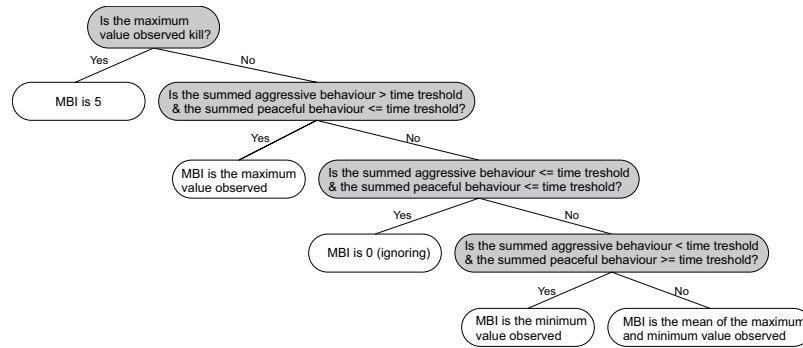 Is the maximum
value observed kill?
Yes
No
MBI is 5
Is the summed aggressive behaviour > time treshold
& the summed peaceful behaviour <= time treshold?
Yes
No
MBI is the maximum
value observed
Is the summed aggressive behaviour <= time treshold
& the summed peaceful behaviour <= time treshold?
Yes
No
MBI is 0 (ignoring)
Is the summed aggressive behaviour < time treshold
& the summed peaceful behaviour >= time treshold?
Yes
No
MBI is the minimum
value observed
MBI is the mean of the maximum
and minimum value observed